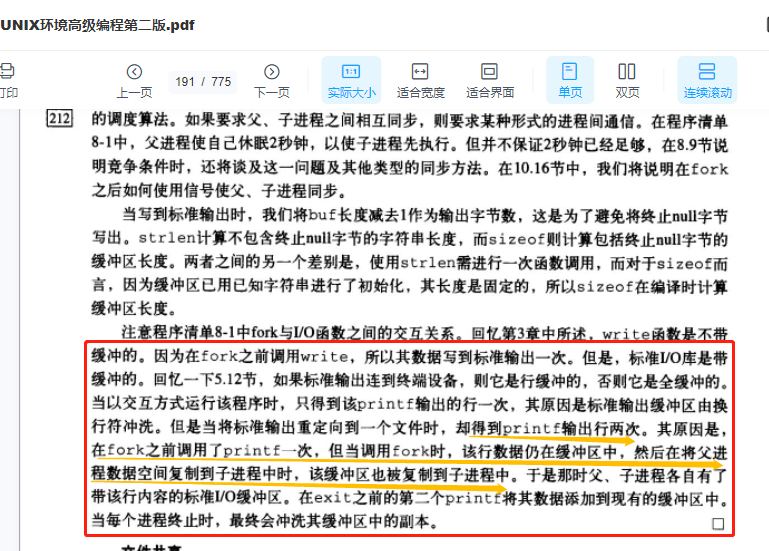 UNIX环境高级编程第二版.pdf
打印
上一页
191 / 775
下一页
1:1
实际大小
适合宽度
适合界面
单页
双页
连续滚动
212
的调度算法。如果要求父、子进程之间相互同步,则要求某种形式的进程间通信。在程序清单
8-1中,父进程使自己休眠2秒钟,以使子进程先执行。但并不保证2秒钟已经足够,在8.9节说
明竞争条件时,还将谈及这一问题及其他类型的同步方法。在10.16节中,我们将说明在fork
之后如何使用信号使父、子进程同步。
当写到标准输出时,我们将buf长度减去1作为输出字节数,这是为了避免将终止null字节
写出。strlen计算不包含终止null字节的字符串长度,而sizeof则计算包括终止null字节的
缓冲区长度。两者之间的另一个差别是,使用strlen需进行一次函数调用,而对于sizeof而
言,因为缓冲区已用已知字符串进行了初始化,其长度是固定的,所以sizeof在编译时计算
缓冲区长度。
注意程序清单8-1中fork与I/O函数之间的交互关系。回忆第3章中所述,write函数是不带
缓冲的。因为在fork之前调用write,所以其数据写到标准输出一次。但是,标准I/O库是带
缓冲的。回忆一下5.12节,如果标准输出连到终端设备,则它是行缓冲的,否则它是全缓冲的。
当以交互方式运行该程序时,只得到该printf输出的行一次,其原因是标准输出缓冲区由换
行符冲洗。但是当将标准输出重定向到一个文件时,却得到printf输出行两次。其原因是,
在fork之前调用了printf一次,但当调用fork时,该行数据仍在缓冲区中,然后在将父进
程数据空间复制到子进程中时,该缓冲区也被复制到子进程中。于是那时父、子进程各自有了
带该行内容的标准I/O缓冲区。在exit之前的第二个printf将其数据添加到现有的缓冲区中。
当每个进程终止时,最终会冲洗其缓冲区中的副本。